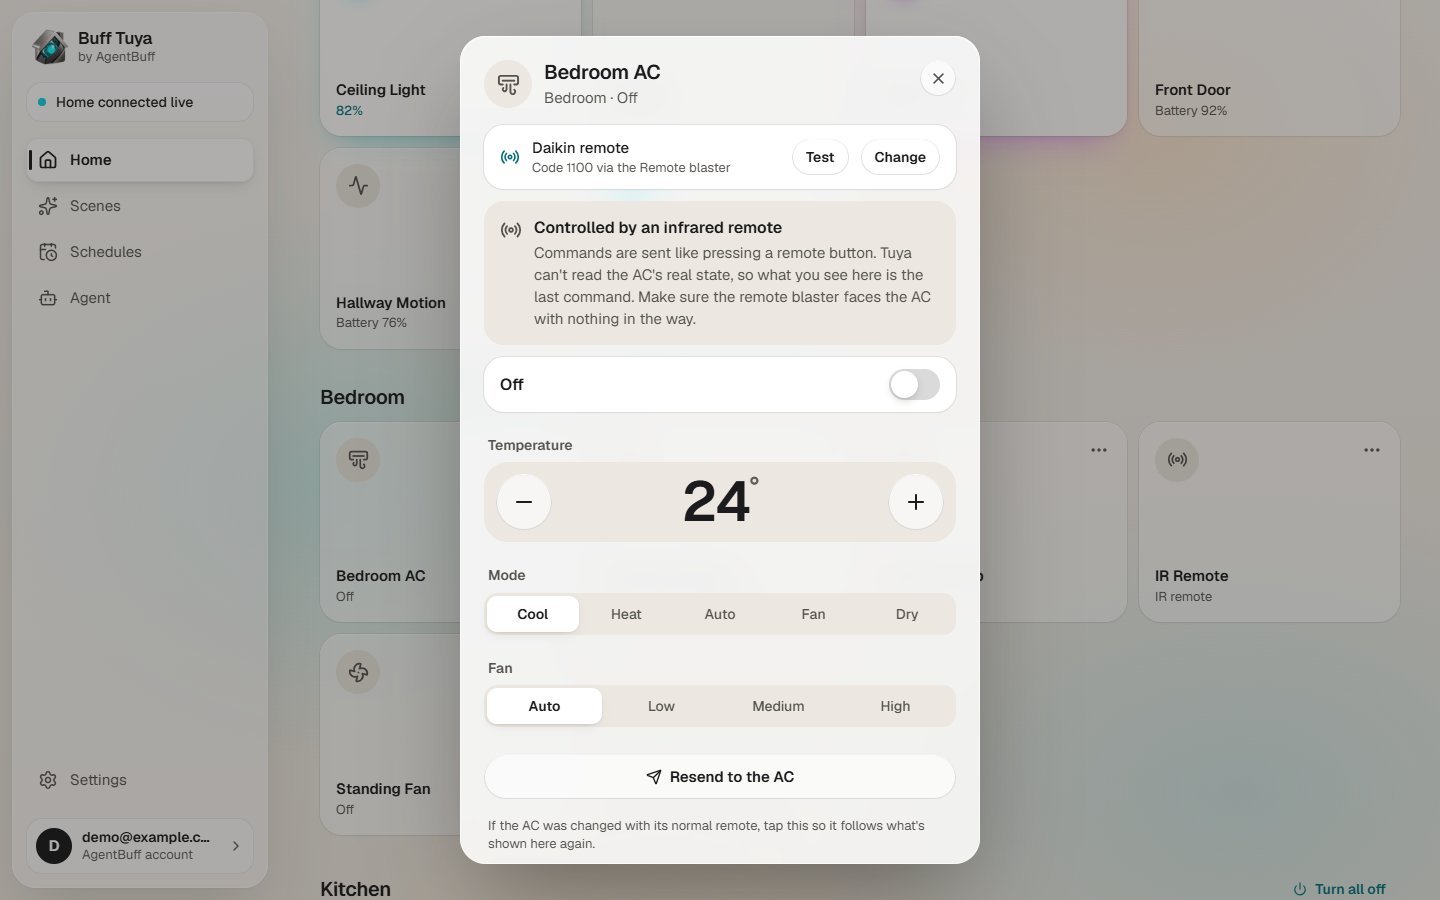 Buff Tuya
by AgentBuff
Home connected live
Home
Scenes
Schedules
Agent
Settings
D
demo@example.c...
AgentBuff account
Ceiling Light
82%
Front Door
Battery 92%
Hallway Motion
Battery 76%
Bedroom
Bedroom AC
Off
IR Remote
IR remote
Standing Fan
Off
Kitchen
Turn all off
Bedroom AC
Bedroom · Off
Daikin remote
Code 1100 via the Remote blaster
Test
Change
Controlled by an infrared remote
Commands are sent like pressing a remote button. Tuya
can't read the AC's real state, so what you see here is the
last command. Make sure the remote blaster faces the AC
with nothing in the way.
Off
Temperature
24°
Mode
Cool
Heat
Auto
Fan
Dry
Fan
Auto
Low
Medium
High
Resend to the AC
If the AC was changed with its normal remote, tap this so it follows what's
shown here again.